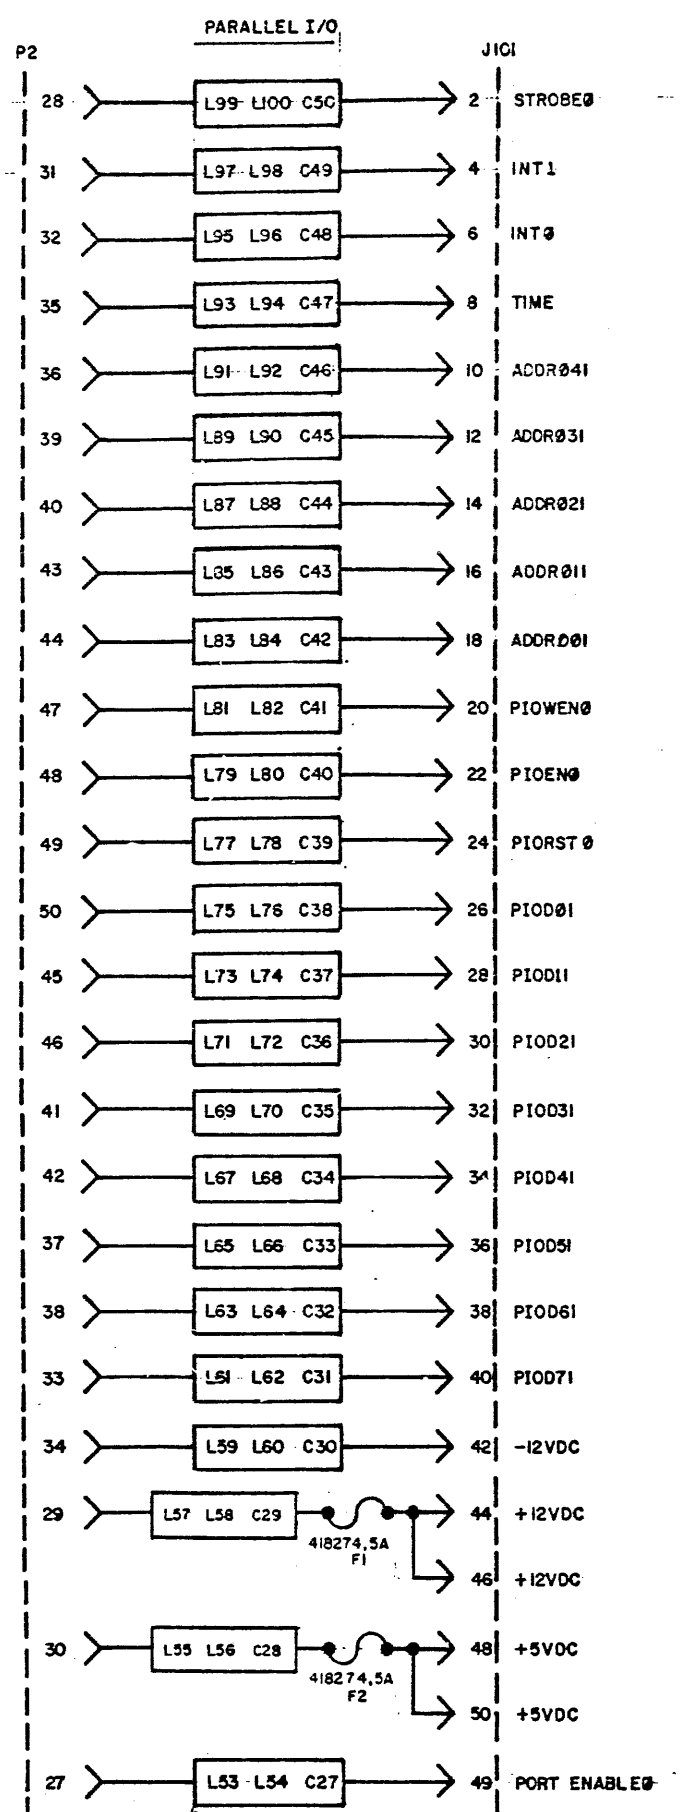 PARALLEL I/O
P2 J101
28 L99 L100 C50 2 STROBEØ
31 L97 L98 C49 4 INT1
32 L95 L96 C48 6 INTØ
35 L93 L94 C47 8 TIME
36 L91 L92 C46 10 ADDRØ41
39 L89 L90 C45 12 ADDRØ31
40 L87 L88 C44 14 ADDRØ21
43 L85 L86 C43 16 ADDRØ11
44 L83 L84 C42 18 ADDRØØ1
47 L81 L82 C41 20 PIOWENØ
48 L79 L80 C40 22 PIOENØ
49 L77 L78 C39 24 PIORSTØ
50 L75 L76 C38 26 PIODØ1
45 L73 L74 C37 28 PIOD11
46 L71 L72 C36 30 PIOD21
41 L69 L70 C35 32 PIOD31
42 L67 L68 C34 34 PIOD41
37 L65 L66 C33 36 PIOD51
38 L63 L64 C32 38 PIOD61
33 L61 L62 C31 40 PIOD71
34 L59 L60 C30 42 -12VDC
29 L57 L58 C29 44 +12VDC
418274,5A
F1
46 +12VDC
30 L55 L56 C28 48 +5VDC
418274,5A
F2
50 +5VDC
27 L53 L54 C27 49 PORT ENABLEØ